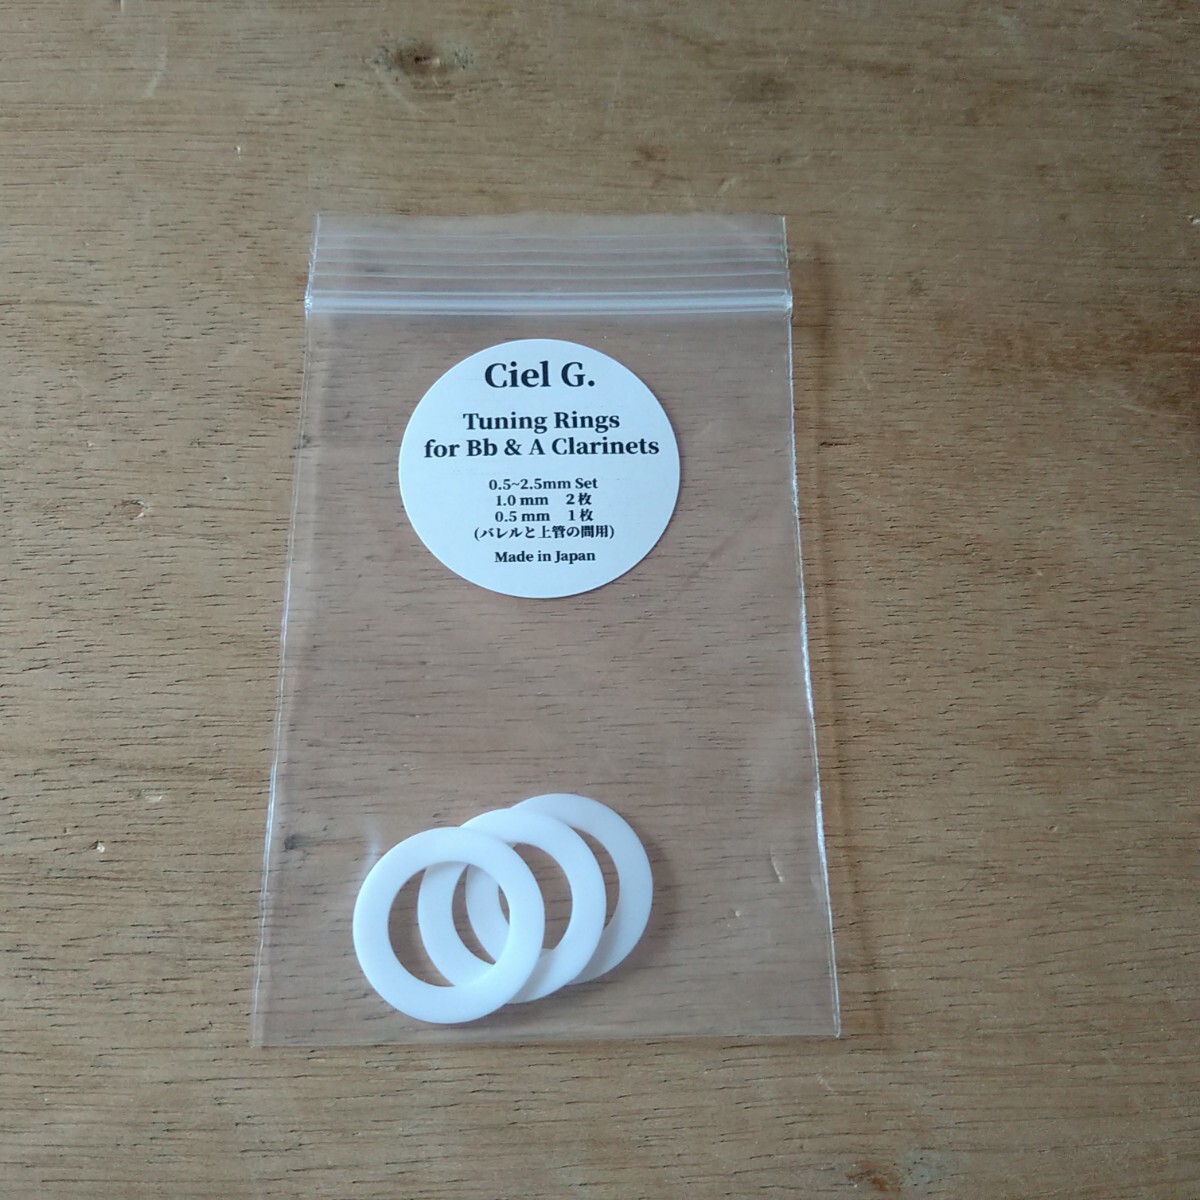 Ciel G.
Tuning Rings
for Bb & A Clarinets
0.5~2.5mm Set
1.0 mm　2枚
0.5 mm　1枚
(バレルと上管の間用)
Made in Japan